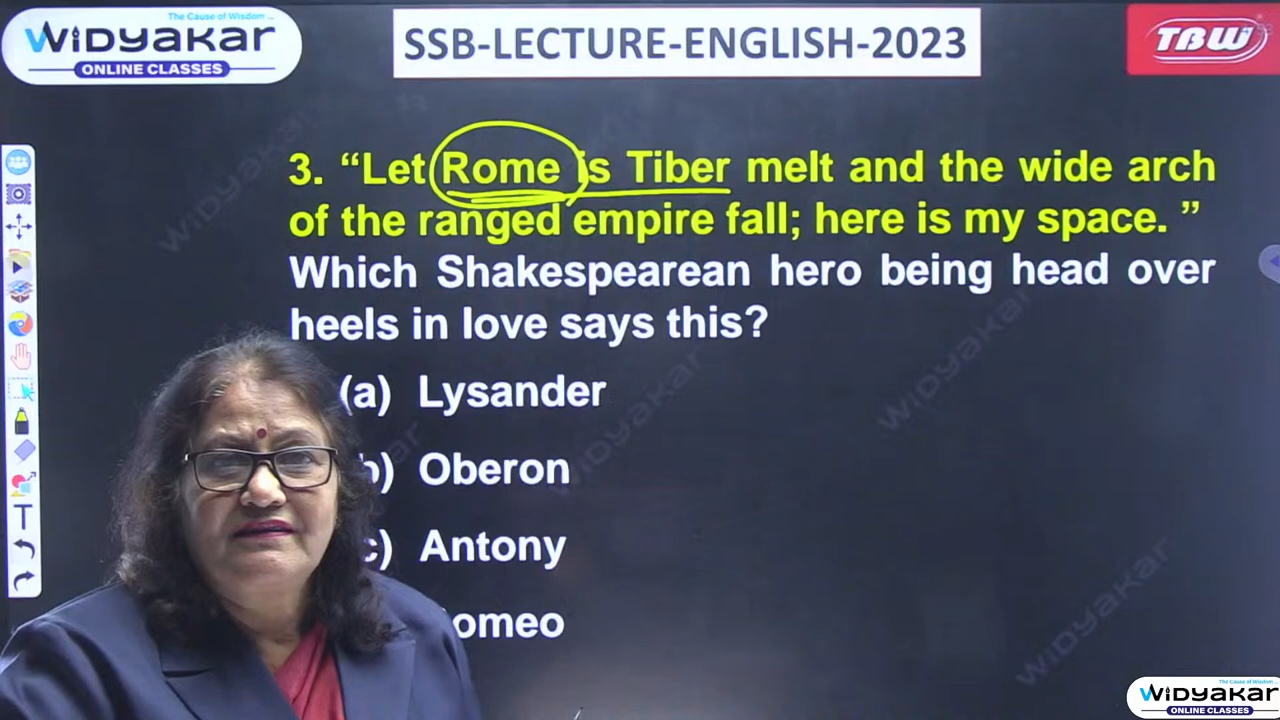 The Cause of Wisdom ...
WiDyAKAR
ONLINE CLASSES
SSB-LECTURE-ENGLISH-2023
TBW
3. “Let Rome is Tiber melt and the wide arch
of the ranged empire fall; here is my space. ”
Which Shakespearean hero being head over
heels in love says this?
(a) Lysander
b) Oberon
c) Antony
omeo
The Cause of Wisdom ...
WiDyAKAR
ONLINE CLASSES